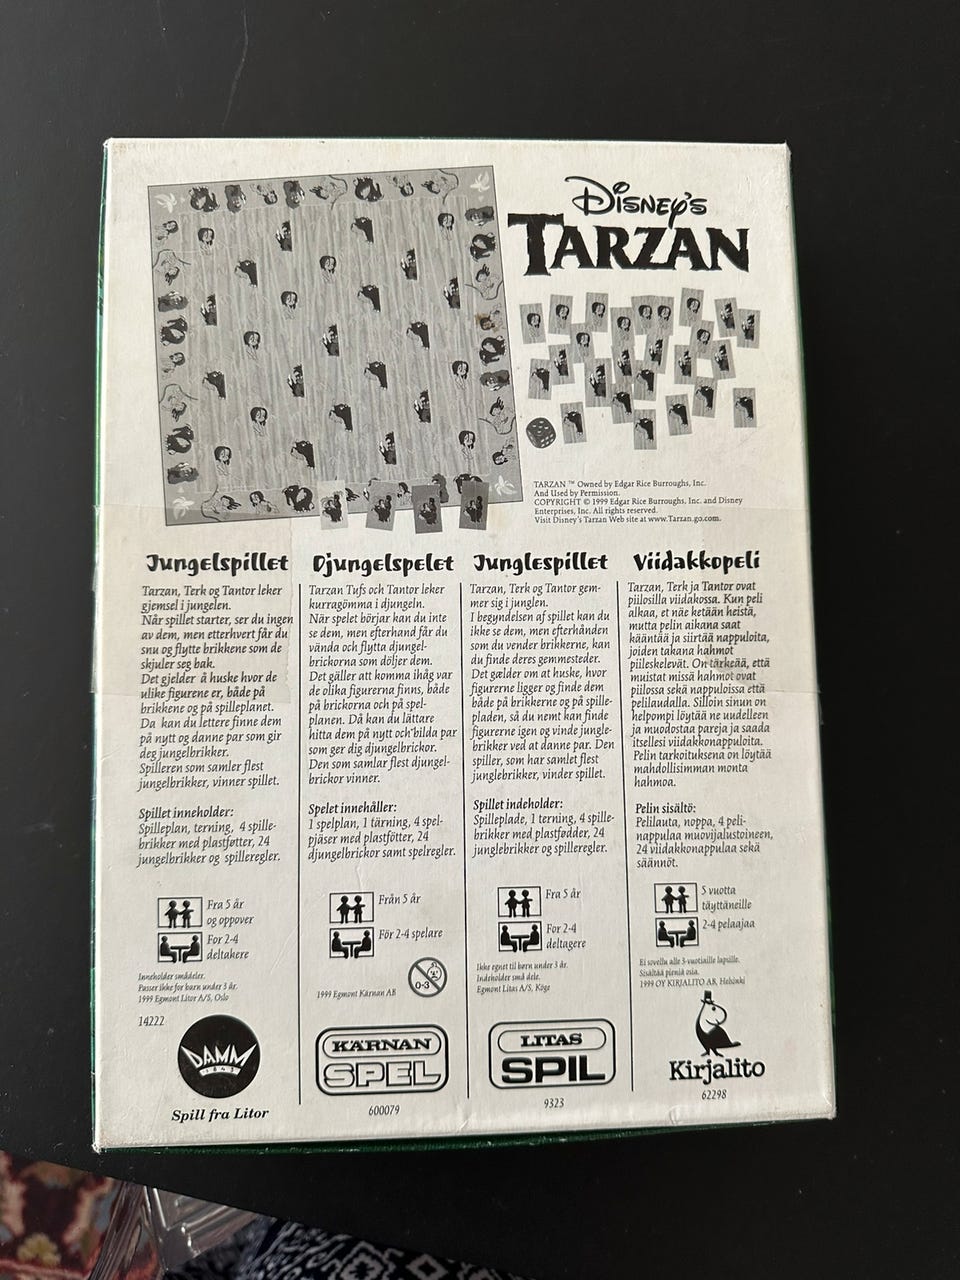 Disney's
TARZAN
TARZAN ™ Owned by Edgar Rice Burroughs, Inc.
And Used by Permission.
COPYRIGHT © 1999 Edgar Rice Burroughs, Inc. and Disney
Enterprises, Inc. All rights reserved.
Visit Disney's Tarzan Web site at www.Tarzan.go.com.
Jungelspillet
Tarzan, Terk og Tantor leker
gjemsel i jungelen.
Når spillet starter, ser du ingen
av dem, men etterhvert får du
snu og flytte brikkene som de
skjuler seg bak.
Det gjelder å huske hvor de
ulike figurene er, både på
brikkene og på spilleplanet.
Da kan du lettere finne dem
på nytt og danne par som gir
deg jungelbrikker.
Spilleren som samler flest
jungelbrikker, vinner spillet.
Spillet inneholder:
Spilleplan, terning, 4 spille-
brikker med plastføtter, 24
jungelbrikker og spilleregler.
Fra 5 år
og oppover
For 2-4
deltakere
Inneholder smådeler.
Passer ikke for barn under 3 år.
1999 Egmont Litor A/S, Oslo
14222
DAMM
1843
Spill fra Litor
Djungelspelet
Tarzan Tufs och Tantor leker
kurragömma i djungeln.
När spelet börjar kan du inte
se dem, men efterhand får du
vända och flytta djungel-
brickorna som döljer dem.
Det gäller att komma ihåg var
de olika figurerna finns, både
på brickorna och på spel-
planen. Då kan du lättare
hitta dem på nytt och bilda par
som ger dig djungelbrickor.
Den som samlar flest djungel-
brickor vinner.
Spelet innehåller:
1 spelplan, 1 tärning, 4 spel-
pjäser med plastfötter, 24
djungelbrickor samt spelregler.
Från 5 år
För 2-4 spelare
0-3
1999 Egmont Kärnan AB
KÄRNAN
SPEL
600079
Junglespillet
Tarzan, Terk og Tantor gem-
mer sig i junglen.
I begyndelsen af spillet kan du
ikke se dem, men efterhånden
som du vender brikkerne, kan
du finde deres gemmesteder.
Det gælder om at huske, hvor
figurerne ligger og finde dem
både på brikkerne og på spille-
pladen, så du nemt kan finde
figurerne igen og vinde jungle-
brikker ved at danne par. Den
spiller, som har samlet flest
junglebrikker, vinder spillet.
Spillet indeholder:
Spilleplade, 1 terning, 4 spille-
brikker med plastfødder, 24
junglebrikker og spilleregler.
Fra 5 år
For 2-4
deltagere
Ikke egnet til børn under 3 år.
Indeholder små dele.
Egmont Litas A/S, Køge
LITAS
SPIL
9323
Viidakkopeli
Tarzan, Terk ja Tantor ovat
piilosilla viidakossa. Kun peli
alkaa, et näe ketään heistä,
mutta pelin aikana saat
kääntää ja siirtää nappuloita,
joiden takana hahmot
piileskelevät. On tärkeää, että
muistat missä hahmot ovat
piilossa sekä nappuloissa että
pelilaudalla. Silloin sinun on
helpompi löytää ne uudelleen
ja muodostaa pareja ja saada
itsellesi viidakkonappuloita.
Pelin tarkoituksena on löytää
mahdollisimman monta
hahmoa.
Pelin sisältö:
Pelilauta, noppa, 4 peli-
nappulaa muovijalustoineen,
24 viidakkonappulaa sekä
säännöt.
5 vuotta
täyttäneille
2-4 pelaajaa
Ei sovellu alle 3-vuotiaille lapsille.
Sisältää pieniä osia.
1999 OY KIRJALITO AB, Helsinki
Kirjalito
62298